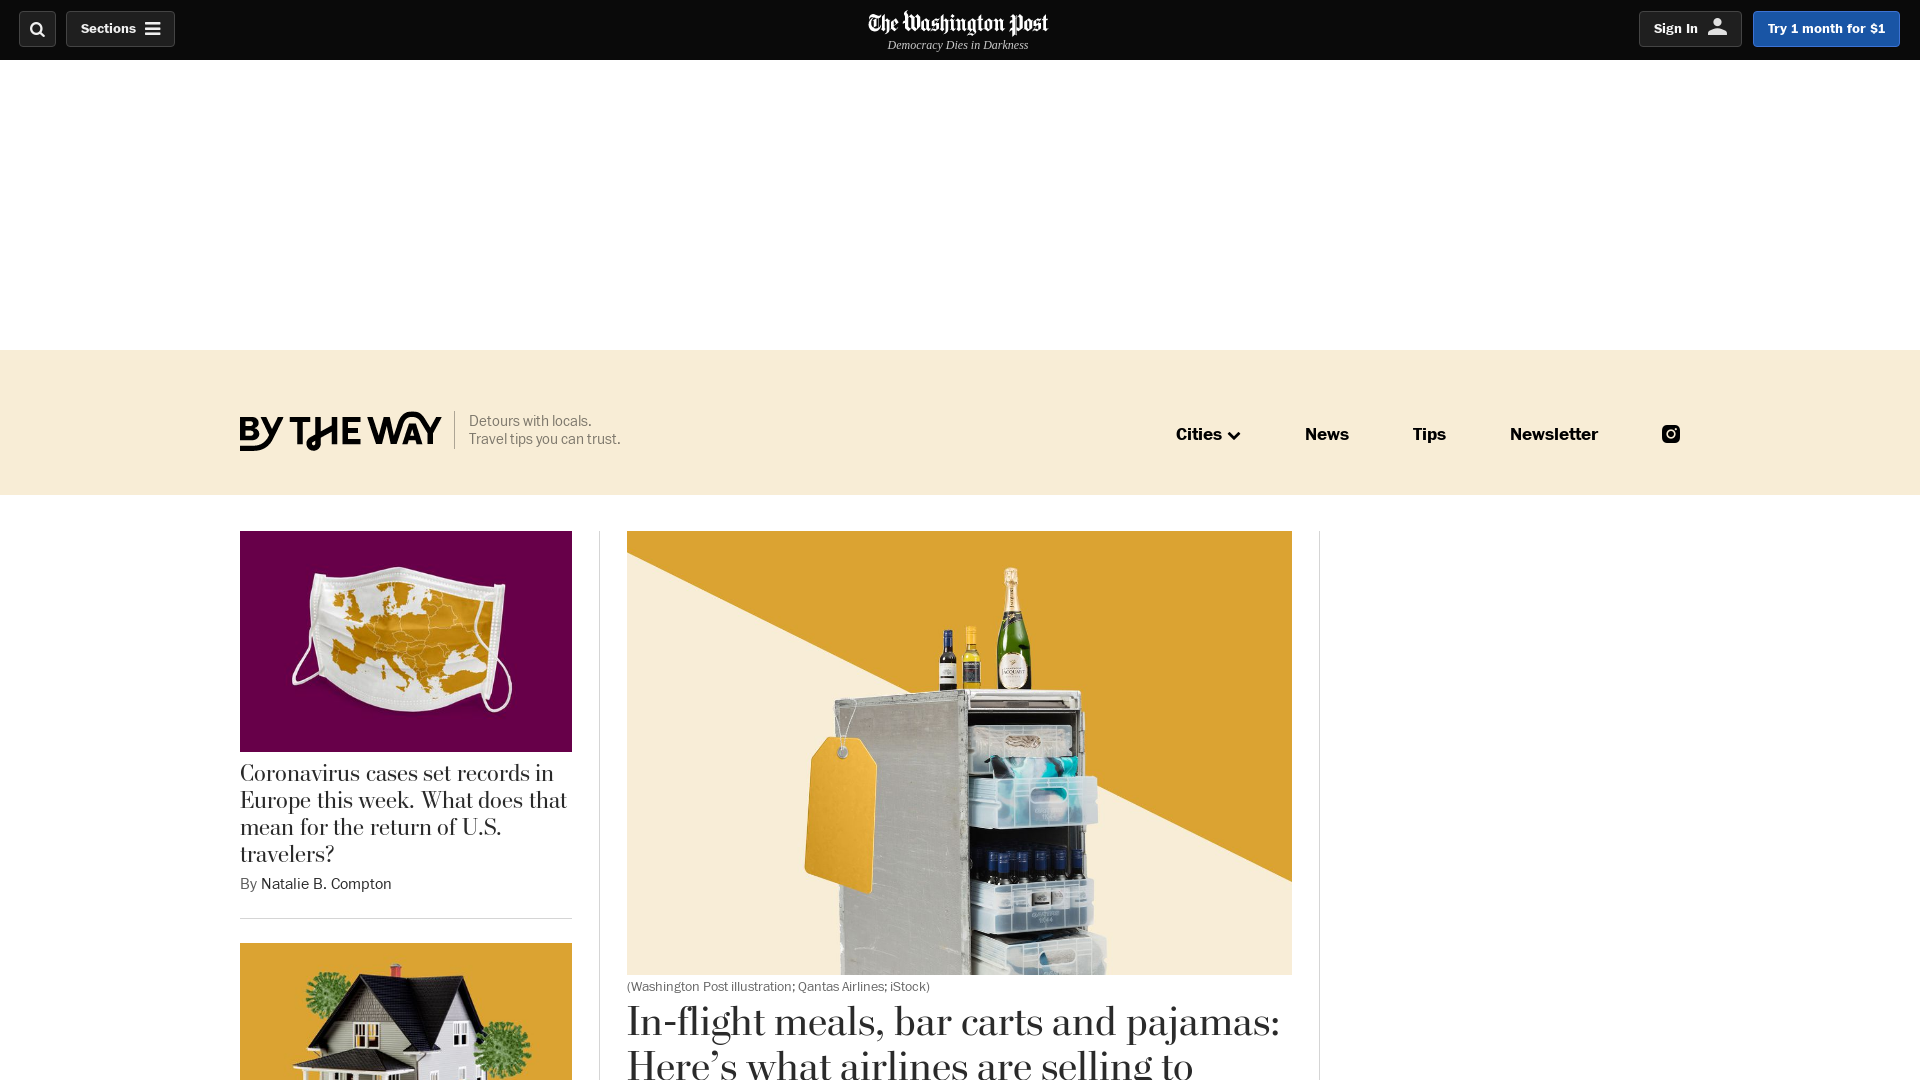 Sections
The Washington Post
Democracy Dies in Darkness
Sign In
Try 1 month for $1
BY THE WAY
Detours with locals.
Travel tips you can trust.
Cities
News
Tips
Newsletter
Coronavirus cases set records in
Europe this week. What does that
mean for the return of U.S.
travelers?
By Natalie B. Compton
(Washington Post illustration; Qantas Airlines; iStock)
In-flight meals, bar carts and pajamas:
Here’s what airlines are selling to